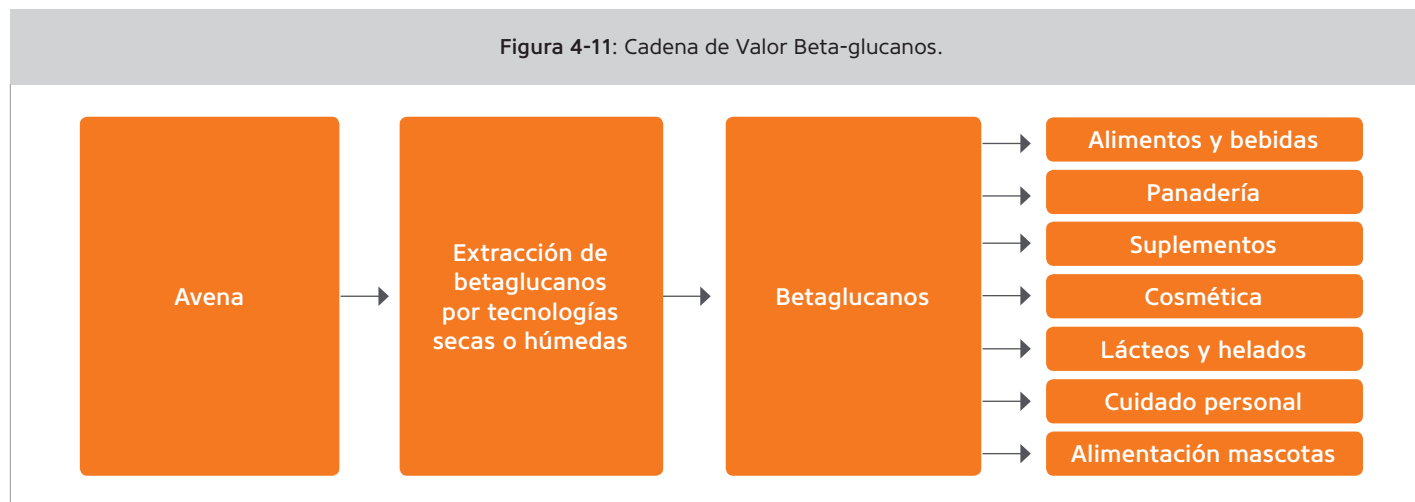 Figura 4-11: Cadena de Valor Beta-glucanos.
Avena
Extracción de
betaglucanos
por tecnologías
secas o húmedas
Betaglucanos
Alimentos y bebidas
Panadería
Suplementos
Cosmética
Lácteos y helados
Cuidado personal
Alimentación mascotas